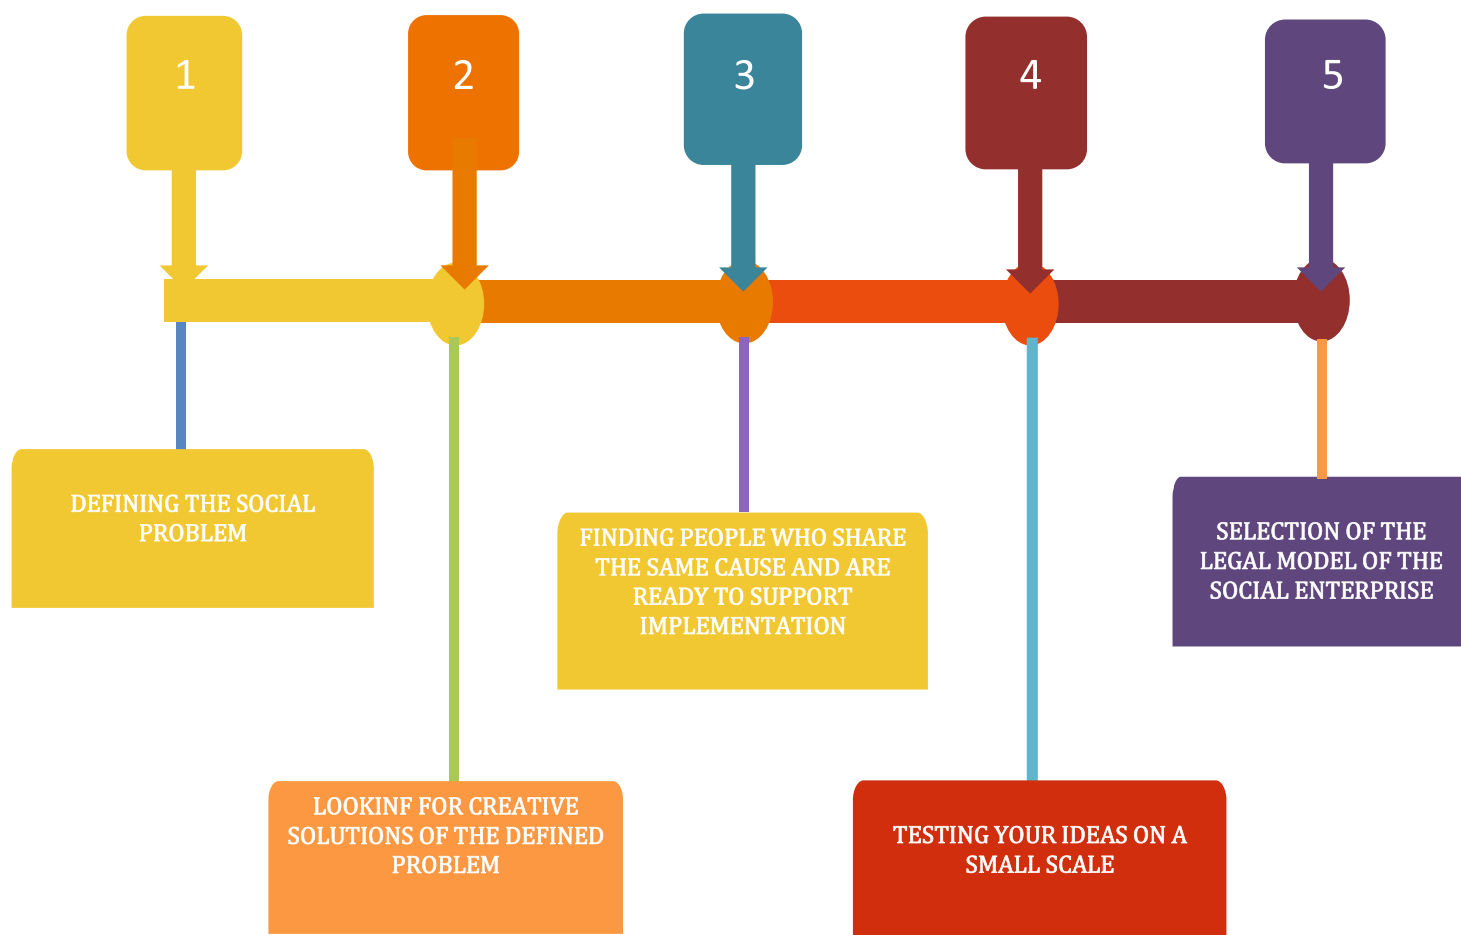 1
2
3
4
5
DEFINING THE SOCIAL
PROBLEM
LOOKINF FOR CREATIVE
SOLUTIONS OF THE DEFINED
PROBLEM
FINDING PEOPLE WHO SHARE
THE SAME CAUSE AND ARE
READY TO SUPPORT
IMPLEMENTATION
TESTING YOUR IDEAS ON A
SMALL SCALE
SELECTION OF THE
LEGAL MODEL OF THE
SOCIAL ENTERPRISE